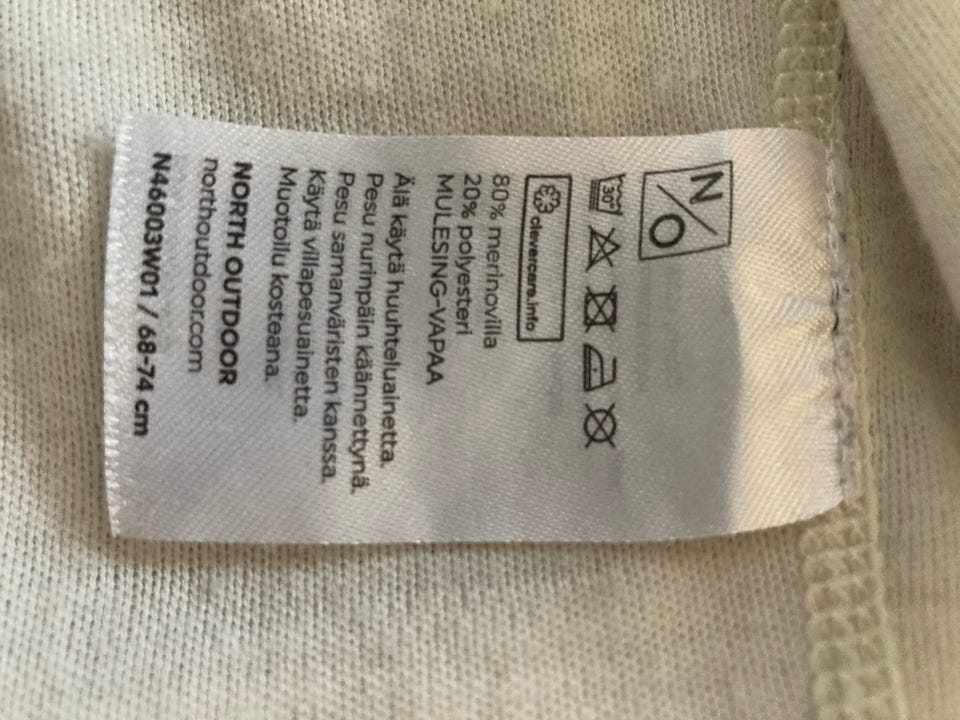 N/O
30°
clevercare.info
80% merinovilla
20% polyesteri
MULESING-VAPAA
Älä käytä huuhteluainetta.
Pesu nurinpäin käännettynä.
Pesu samanväristen kanssa.
Käytä villapesuainetta.
Muotoilu kosteana.
NORTH OUTDOOR
northoutdoor.com
N46003W01 / 68-74 cm